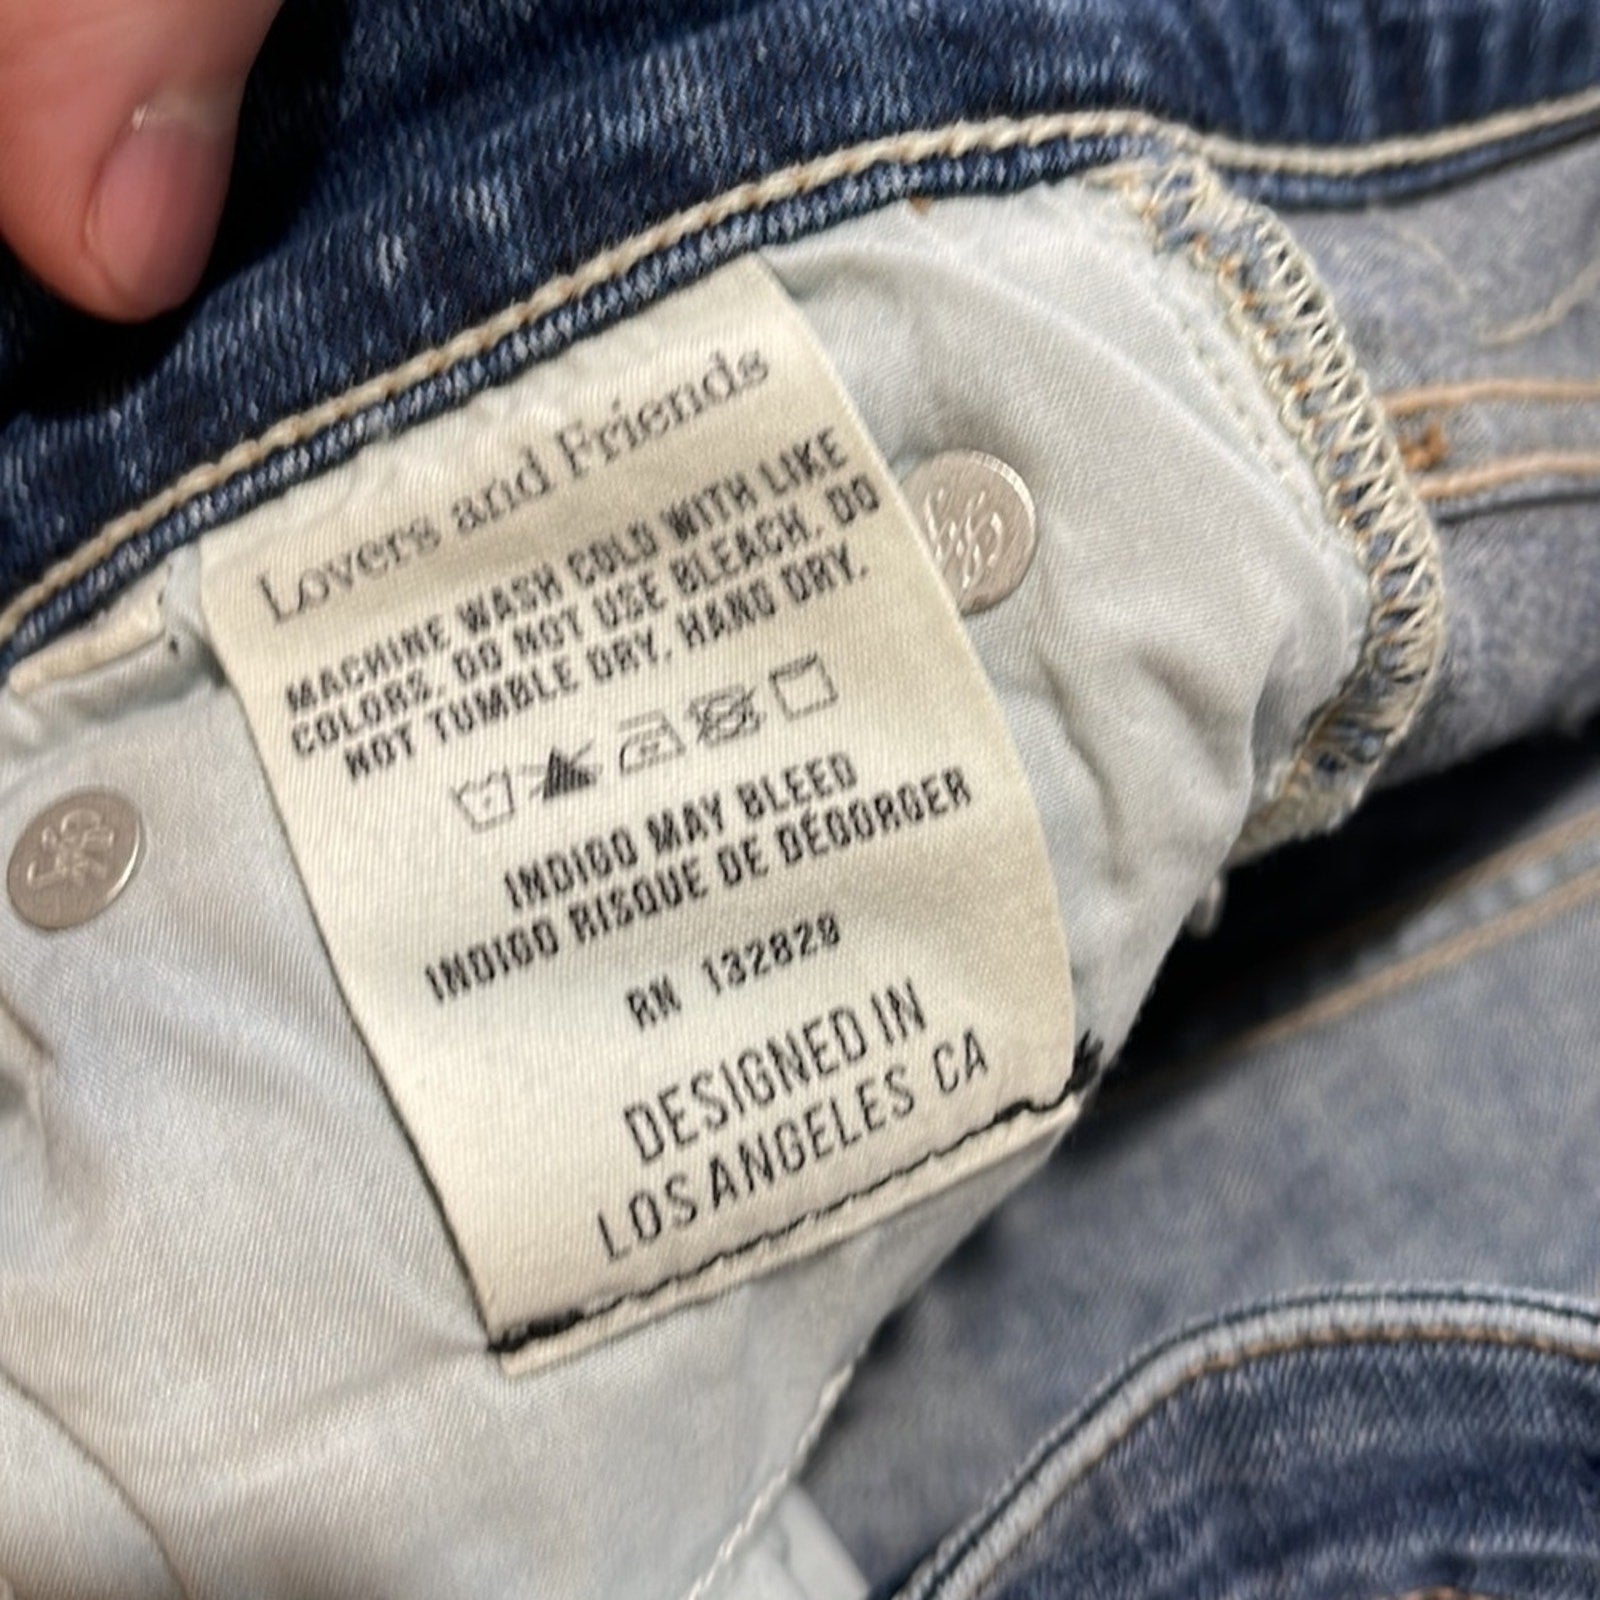 Lovers and Friends
MACHINE WASH COLD WITH LIKE
COLORS. DO NOT USE BLEACH. DO
NOT TUMBLE DRY. HANG DRY.
INDIGO MAY BLEED
INDIGO RISQUE DE DÉGORGER
RN 132828
DESIGNED IN
LOS ANGELES CA